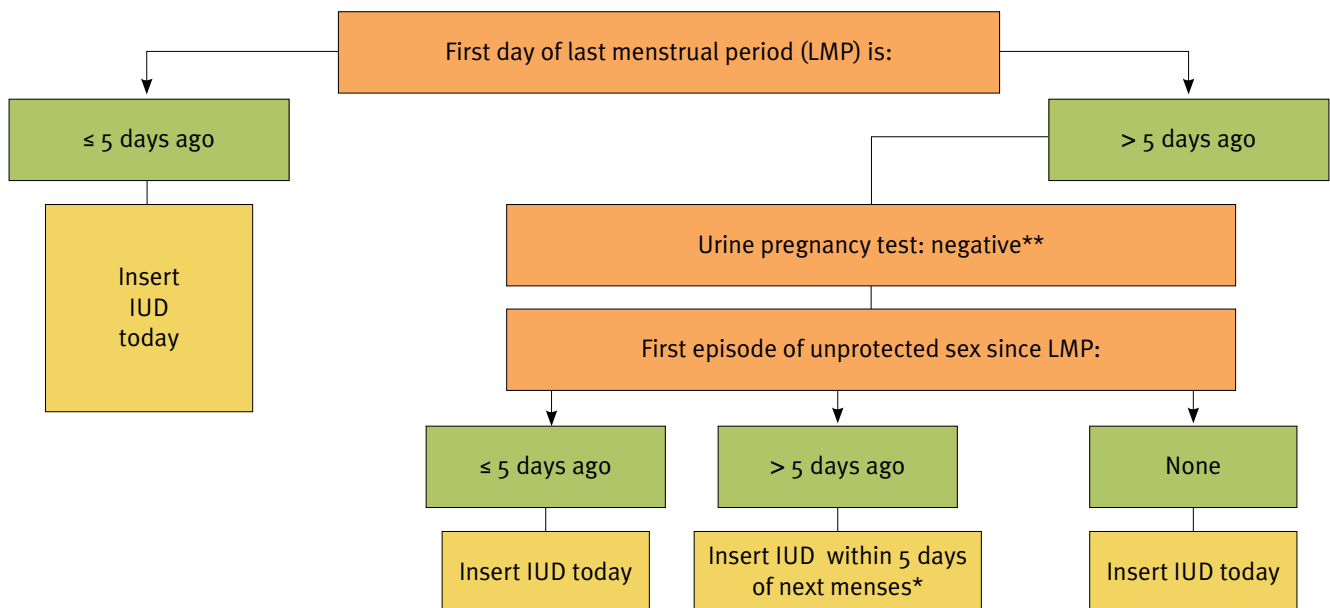 First day of last menstrual period (LMP) is:
≤ 5 days ago
> 5 days ago
Insert
IUD
today
Urine pregnancy test: negative**
First episode of unprotected sex since LMP:
≤ 5 days ago
> 5 days ago
None
Insert IUD today
Insert IUD within 5 days
of next menses*
Insert IUD today